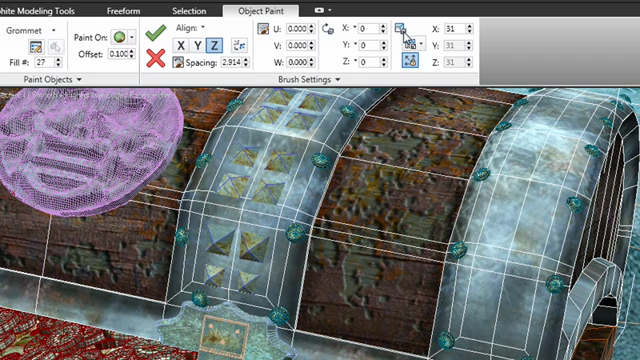 hite Modeling Tools Freeform Selection Object Paint
Grommet Paint On: Align: U: 0.000 X: 0 X: 31
Offset: 0.100 X Y Z V: 0.000 Y: 0 Y: 31
Fill #: 27 Spacing: 2.914 W: 0.000 Z: 0 Z: 31
Paint Objects Brush Settings